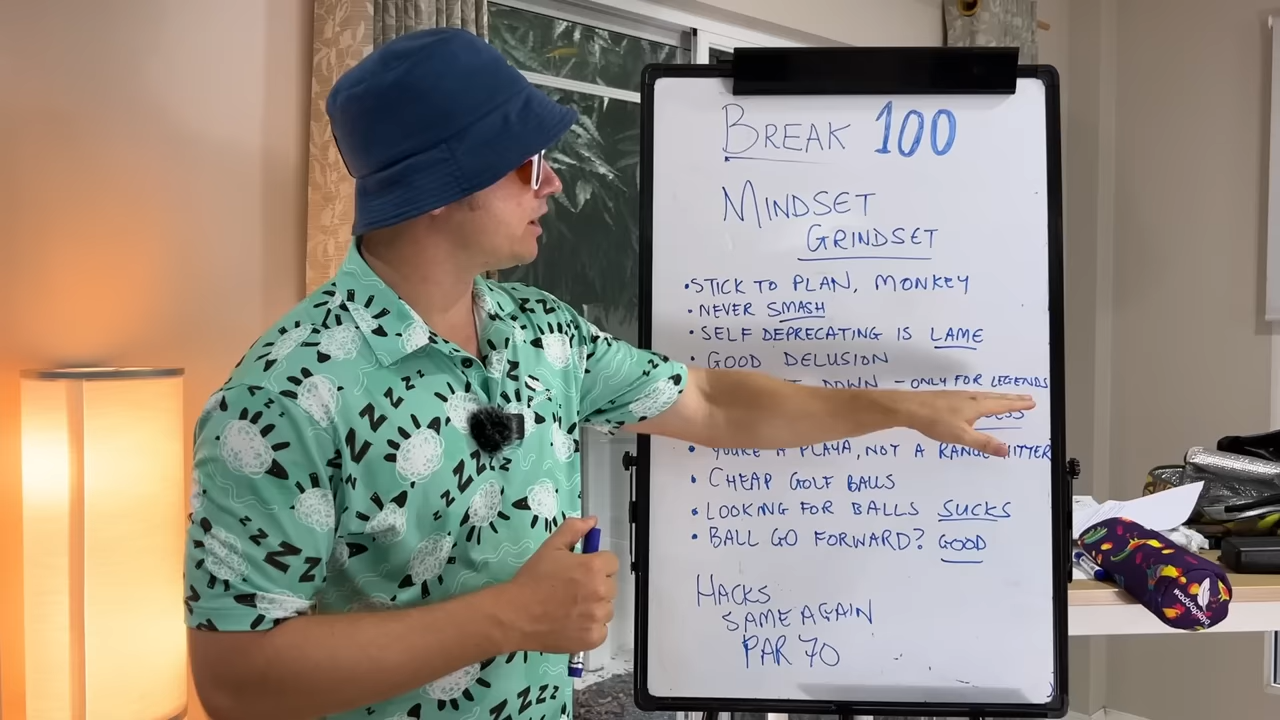 BREAK 100
MINDSET
GRINDSET
• STICK TO PLAN, MONKEY
• NEVER SMASH
• SELF DEPRECATING IS LAME
• GOOD DELUSION
DOWN - ONLY FOR LEGENDS
• YOU'RE A PLAYA, NOT A RANGE HITTER
• CHEAP GOLF BALLS
• LOOKING FOR BALLS SUCKS
• BALL GO FORWARD? GOOD
HACKS
SAME AGAIN
PAR 70
waddaplaya